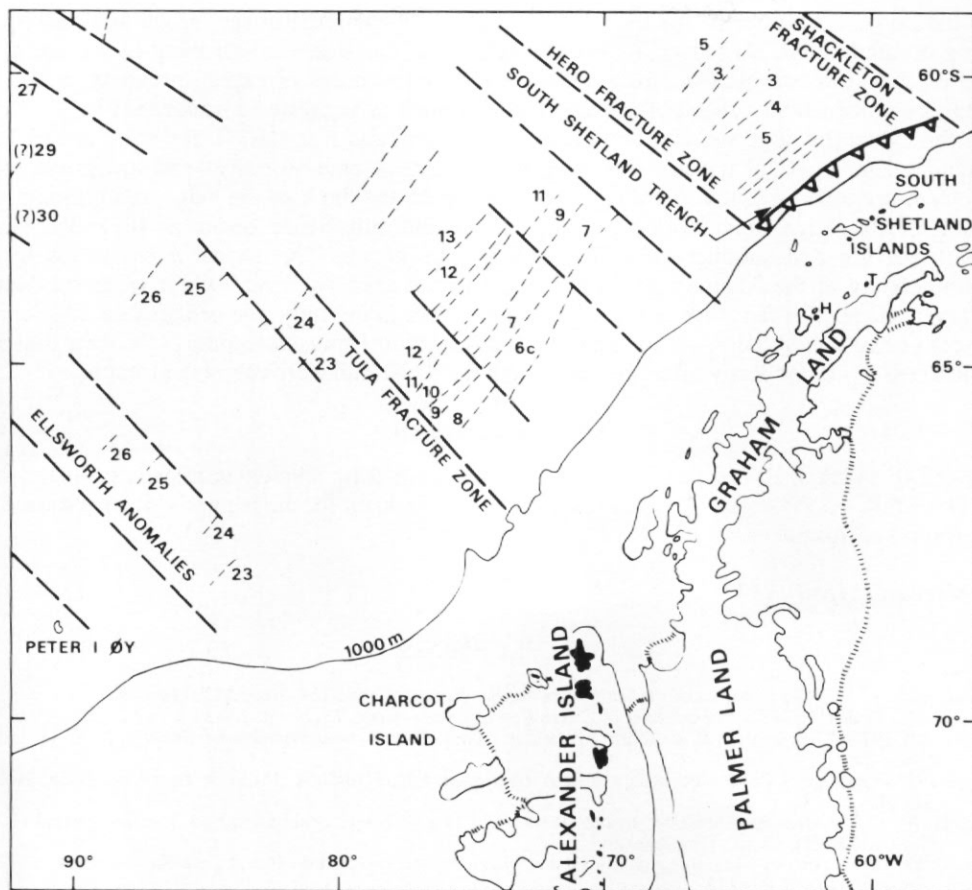 SHACKLETON
FRACTURE ZONE
HERO FRACTURE ZONE
SOUTH SHETLAND TRENCH
5
3
3
4
5
60°S
27
(?)29
(?)30
SOUTH
SHETLAND
ISLANDS
T
H
11
9
7
13
12
26
25
24
23
7
6c
12
11
10
9
8
TULA FRACTURE ZONE
65°
ELLSWORTH ANOMALIES
26
25
24
23
GRAHAM LAND
PETER I ØY
1000 m
CHARCOT
ISLAND
ALEXANDER ISLAND
PALMER LAND
70°
90°
80°
70°
60°W